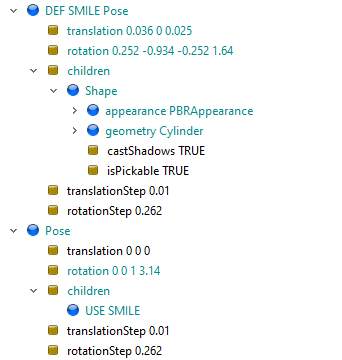 DEF SMILE Pose
translation 0.036 0 0.025
rotation 0.252 -0.934 -0.252 1.64
children
Shape
appearance PBRAppearance
geometry Cylinder
castShadows TRUE
isPickable TRUE
translationStep 0.01
rotationStep 0.262
Pose
translation 0 0 0
rotation 0 0 1 3.14
children
USE SMILE
translationStep 0.01
rotationStep 0.262